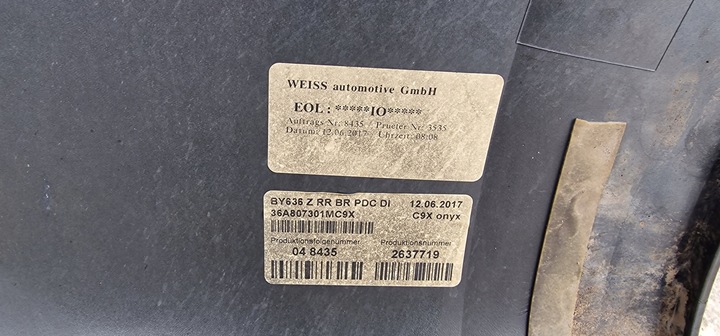 WEISS automotive GmbH
EOL : *****IO*****
Auftrags Nr: 8435 / Pruefer Nr: 3535
Datum: 12.06.2017 / Uhrzeit: 08:08
BY636 Z RR BR PDC DI 12.06.2017
36A807301MC9X C9X onyx
Produktionsfolgenummer Produktionsnummer
04 8435 2637719